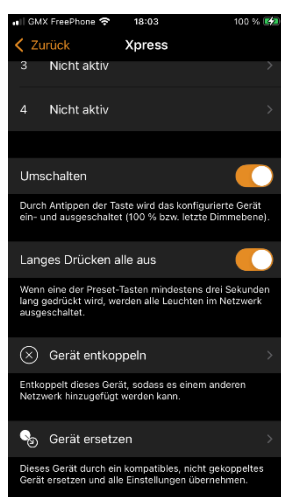 GMX FreePhone 18:03 100 %
Zurück Xpress
3 Nicht aktiv
4 Nicht aktiv
Umschalten
Durch Antippen der Taste wird das konfigurierte Gerät
ein- und ausgeschaltet (100 % bzw. letzte Dimmebene).
Langes Drücken alle aus
Wenn eine der Preset-Tasten mindestens drei Sekunden
lang gedrückt wird, werden alle Leuchten im Netzwerk
ausgeschaltet.
Gerät entkoppeln
Entkoppelt dieses Gerät, sodass es einem anderen
Netzwerk hinzugefügt werden kann.
Gerät ersetzen
Dieses Gerät durch ein kompatibles, nicht gekoppeltes
Gerät ersetzen und alle Einstellungen übernehmen.